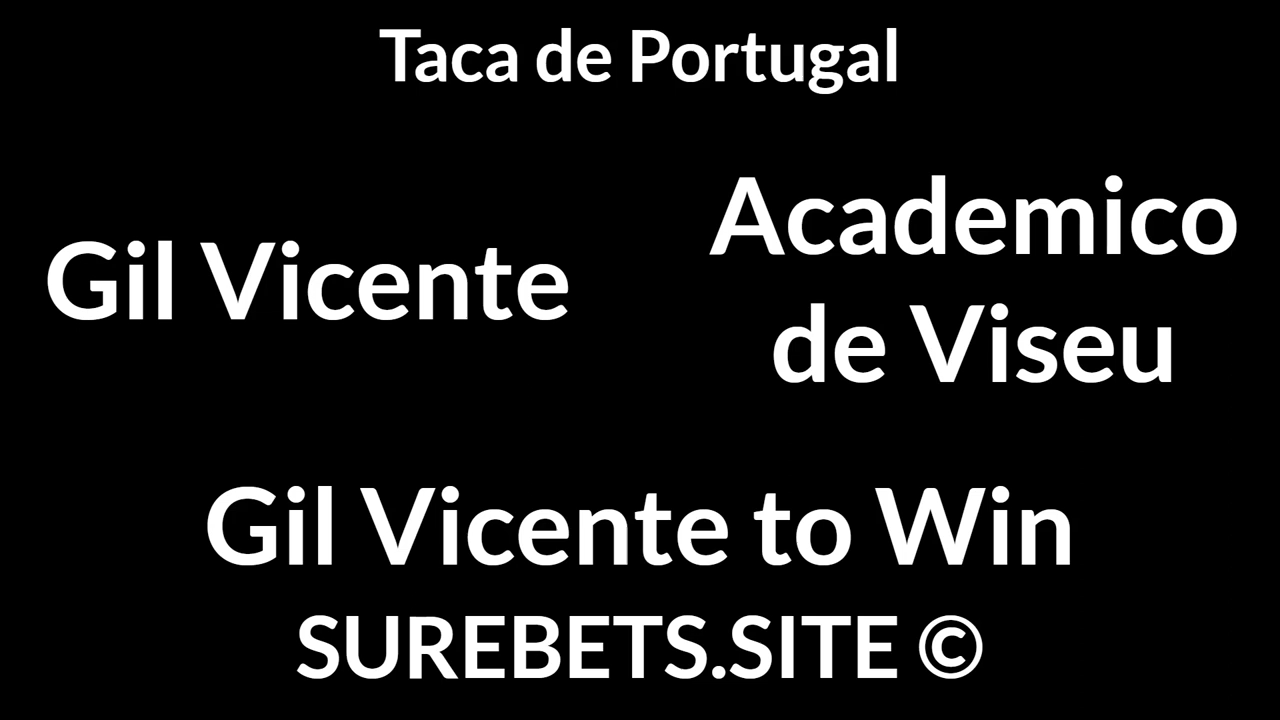 Taca de Portugal
Gil Vicente
Academico
de Viseu
Gil Vicente to Win
SUREBETS.SITE ©